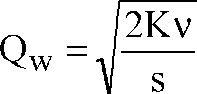 Q_w = √(2Kν/s)